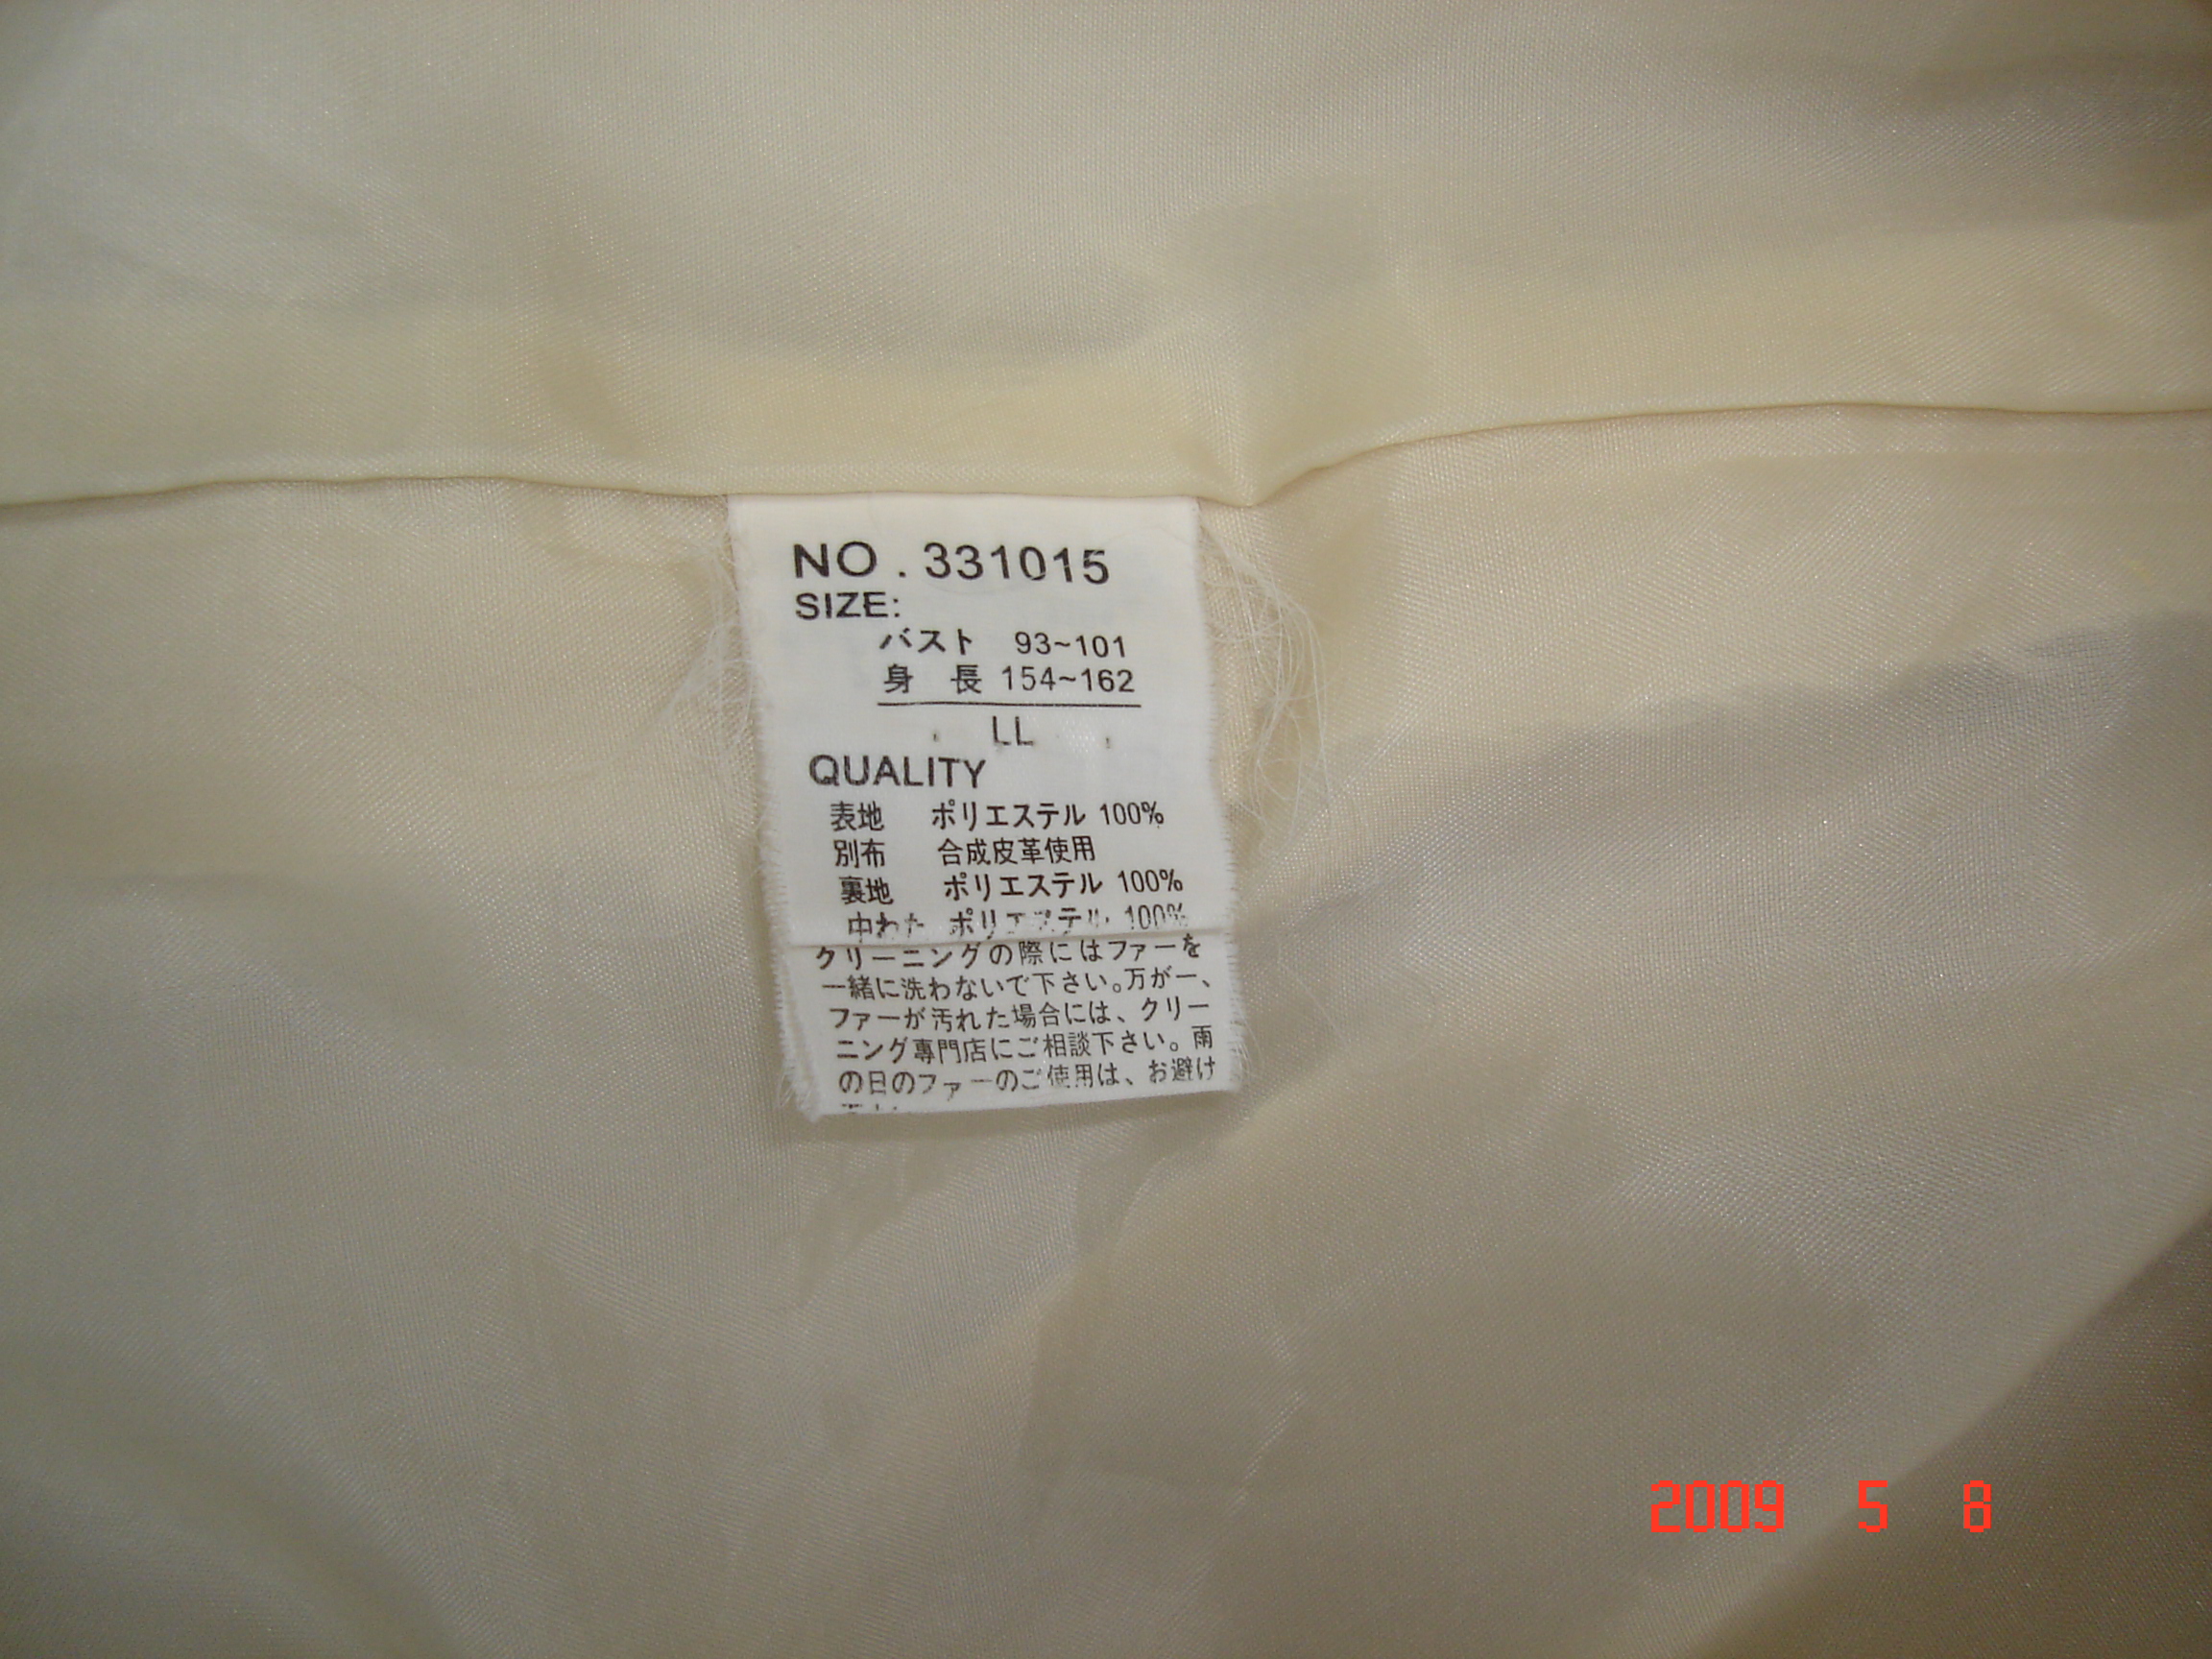 NO.331015
SIZE:
バスト 93~101
身 長 154~162
LL
QUALITY
表地 ポリエステル 100%
別布 合成皮革使用
裏地 ポリエステル 100%
中わた ポリエステル 100%
クリーニングの際にはファーを
一緒に洗わないで下さい。万が一、
ファーが汚れた場合には、クリー
ニング専門店にご相談下さい。雨
の日のファーのご使用は、お避け
2009 5 8